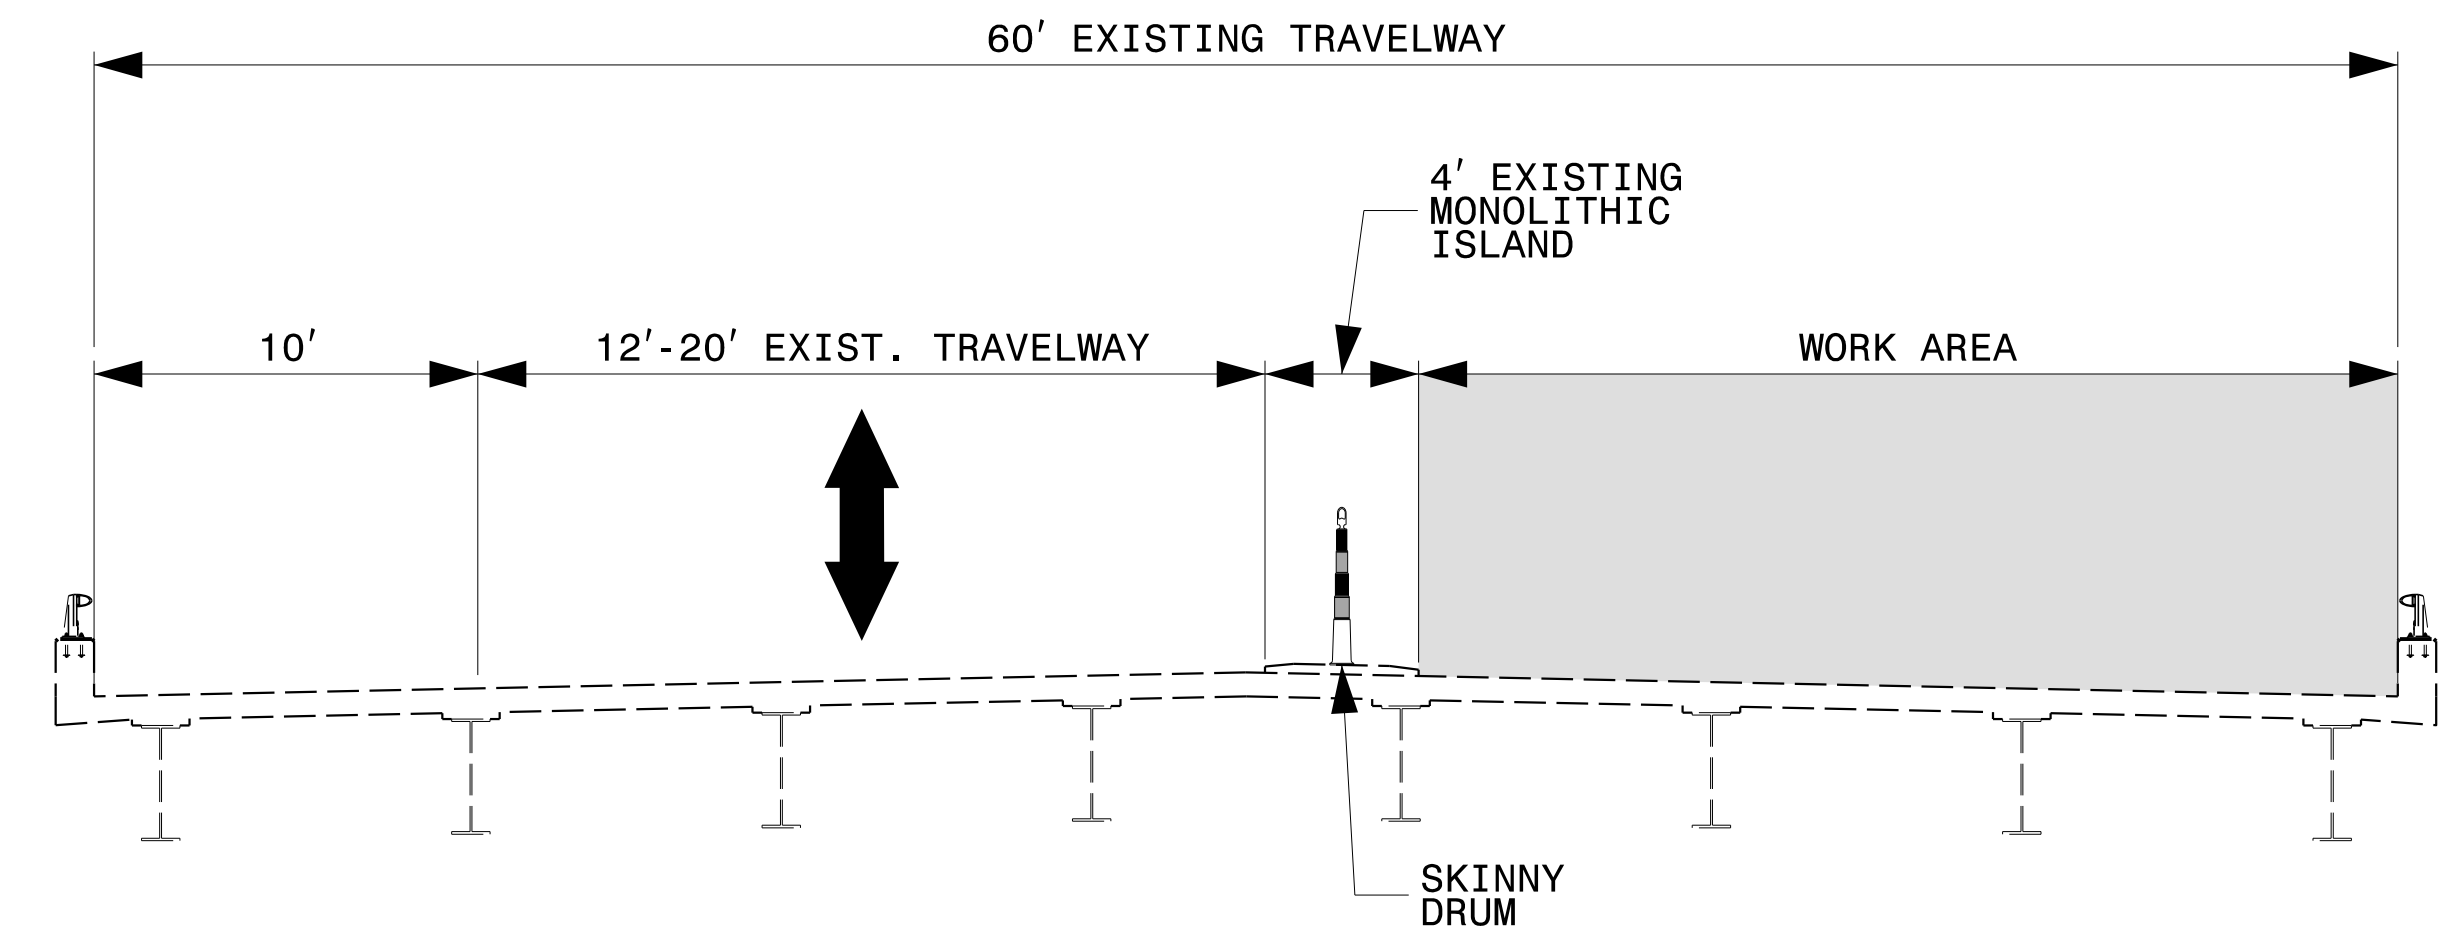 60' EXISTING TRAVELWAY
4' EXISTING
MONOLITHIC
ISLAND
10'
12'-20' EXIST. TRAVELWAY
WORK AREA
SKINNY
DRUM